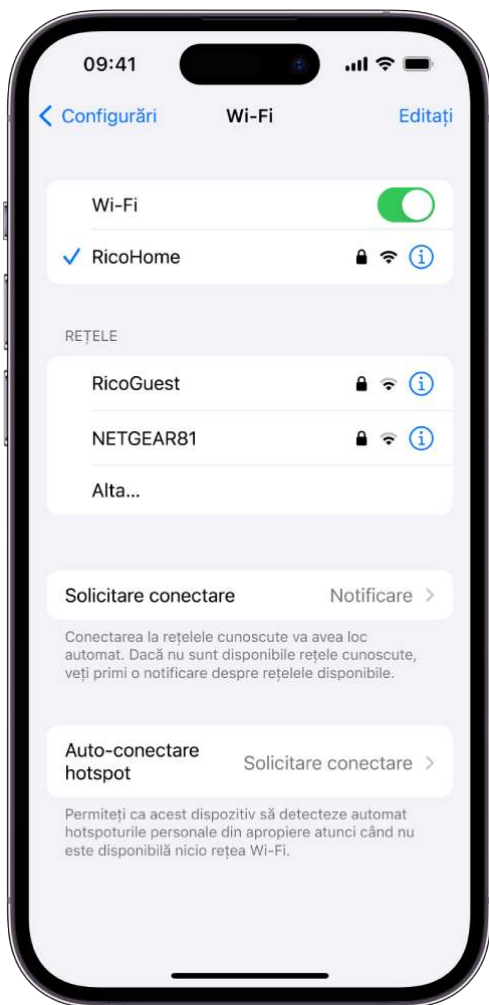 09:41
Configurări
Wi-Fi
Editați
Wi-Fi
RicoHome
REȚELE
RicoGuest
NETGEAR81
Alta...
Solicitare conectare
Notificare
Conectarea la rețelele cunoscute va avea loc
automat. Dacă nu sunt disponibile rețele cunoscute,
veți primi o notificare despre rețelele disponibile.
Auto-conectare
hotspot
Solicitare conectare
Permiteți ca acest dispozitiv să detecteze automat
hotspoturile personale din apropiere atunci când nu
este disponibilă nicio rețea Wi-Fi.